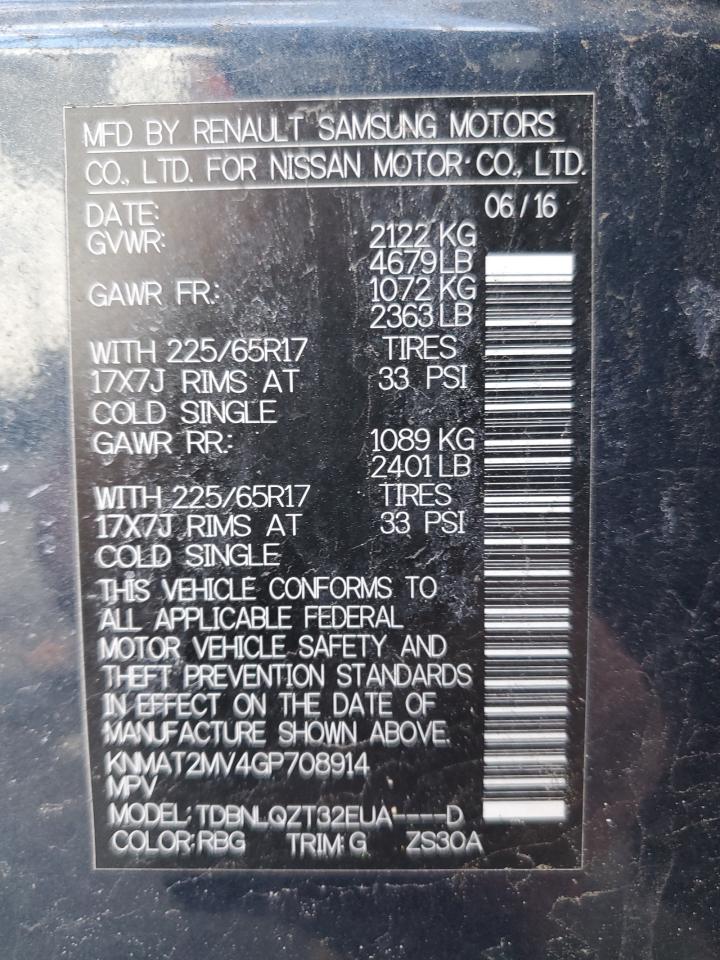 MFD BY RENAULT SAMSUNG MOTORS
CO., LTD. FOR NISSAN MOTOR CO., LTD.
DATE: 06 / 16
GVWR: 2122 KG
4679 LB
GAWR FR.: 1072 KG
2363 LB
WITH 225/65R17 TIRES
17X7J RIMS AT 33 PSI
COLD SINGLE
GAWR RR.: 1089 KG
2401 LB
WITH 225/65R17 TIRES
17X7J RIMS AT 33 PSI
COLD SINGLE
THIS VEHICLE CONFORMS TO
ALL APPLICABLE FEDERAL
MOTOR VEHICLE SAFETY AND
THEFT PREVENTION STANDARDS
IN EFFECT ON THE DATE OF
MANUFACTURE SHOWN ABOVE.
KNMAT2MV4GP708914
MPV
MODEL: TDBNLQZT32EUA----D
COLOR: RBG TRIM: G ZS30A